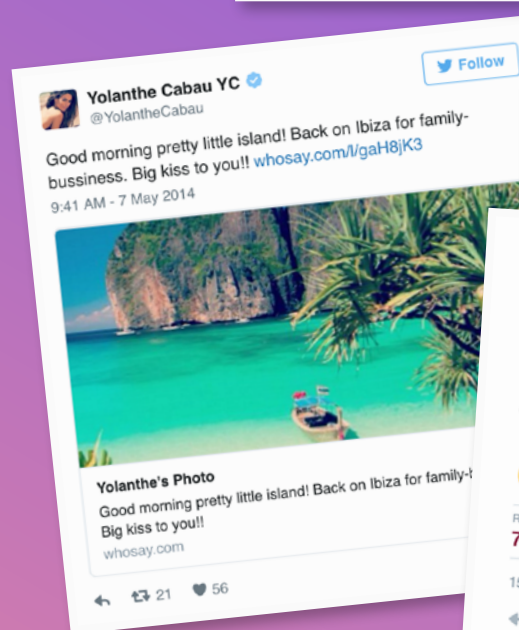 Yolanthe Cabau YC
@YolantheCabau
Follow
Good morning pretty little island! Back on Ibiza for family-
bussiness. Big kiss to you!! whosay.com/l/gaH8jK3
9:41 AM - 7 May 2014
Yolanthe's Photo
Good morning pretty little island! Back on Ibiza for family-b
Big kiss to you!!
whosay.com
21 56
R
7
15